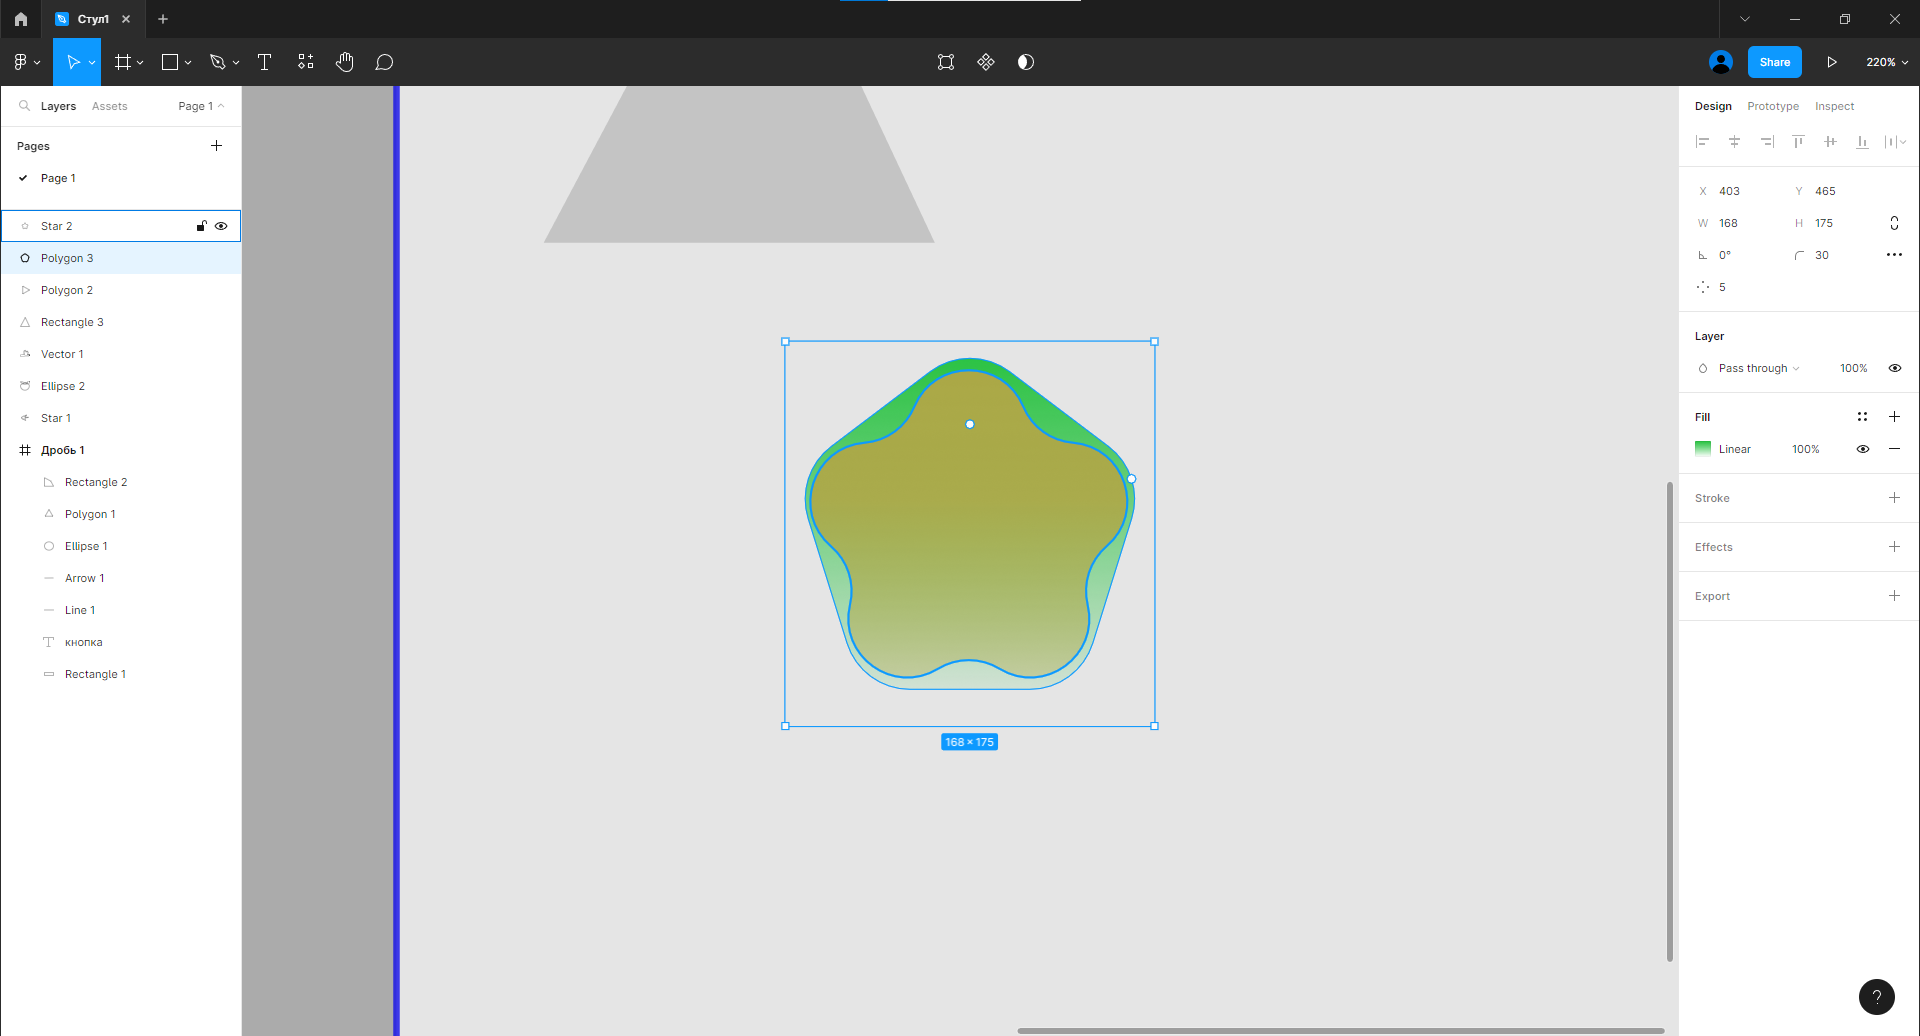 Стул1
Share
220%
Layers
Assets
Page 1
Design
Prototype
Inspect
Pages
Page 1
Star 2
Polygon 3
Polygon 2
Rectangle 3
Vector 1
Ellipse 2
Star 1
Дробь 1
Rectangle 2
Polygon 1
Ellipse 1
Arrow 1
Line 1
кнопка
Rectangle 1
168 × 175
X 403 Y 465
W 168 H 175
0° 30
5
Layer
Pass through 100%
Fill
Linear 100%
Stroke
Effects
Export
?